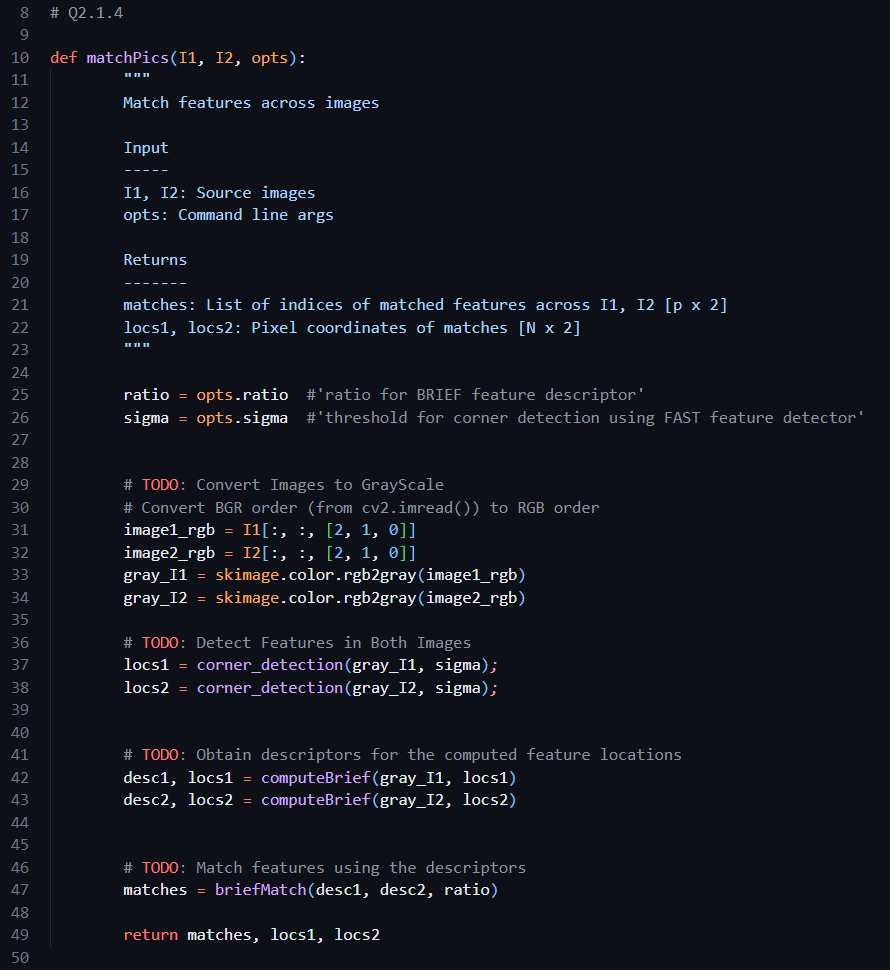 8 # Q2.1.4
9
10 def matchPics(I1, I2, opts):
11 """
12 Match features across images
13
14 Input
15 -----
16 I1, I2: Source images
17 opts: Command line args
18
19 Returns
20 -------
21 matches: List of indices of matched features across I1, I2 [p x 2]
22 locs1, locs2: Pixel coordinates of matches [N x 2]
23 """
24
25 ratio = opts.ratio  #'ratio for BRIEF feature descriptor'
26 sigma = opts.sigma  #'threshold for corner detection using FAST feature detector'
27
28
29 # TODO: Convert Images to GrayScale
30 # Convert BGR order (from cv2.imread()) to RGB order
31 image1_rgb = I1[:, :, [2, 1, 0]]
32 image2_rgb = I2[:, :, [2, 1, 0]]
33 gray_I1 = skimage.color.rgb2gray(image1_rgb)
34 gray_I2 = skimage.color.rgb2gray(image2_rgb)
35
36 # TODO: Detect Features in Both Images
37 locs1 = corner_detection(gray_I1, sigma);
38 locs2 = corner_detection(gray_I2, sigma);
39
40
41 # TODO: Obtain descriptors for the computed feature locations
42 desc1, locs1 = computeBrief(gray_I1, locs1)
43 desc2, locs2 = computeBrief(gray_I2, locs2)
44
45
46 # TODO: Match features using the descriptors
47 matches = briefMatch(desc1, desc2, ratio)
48
49 return matches, locs1, locs2
50